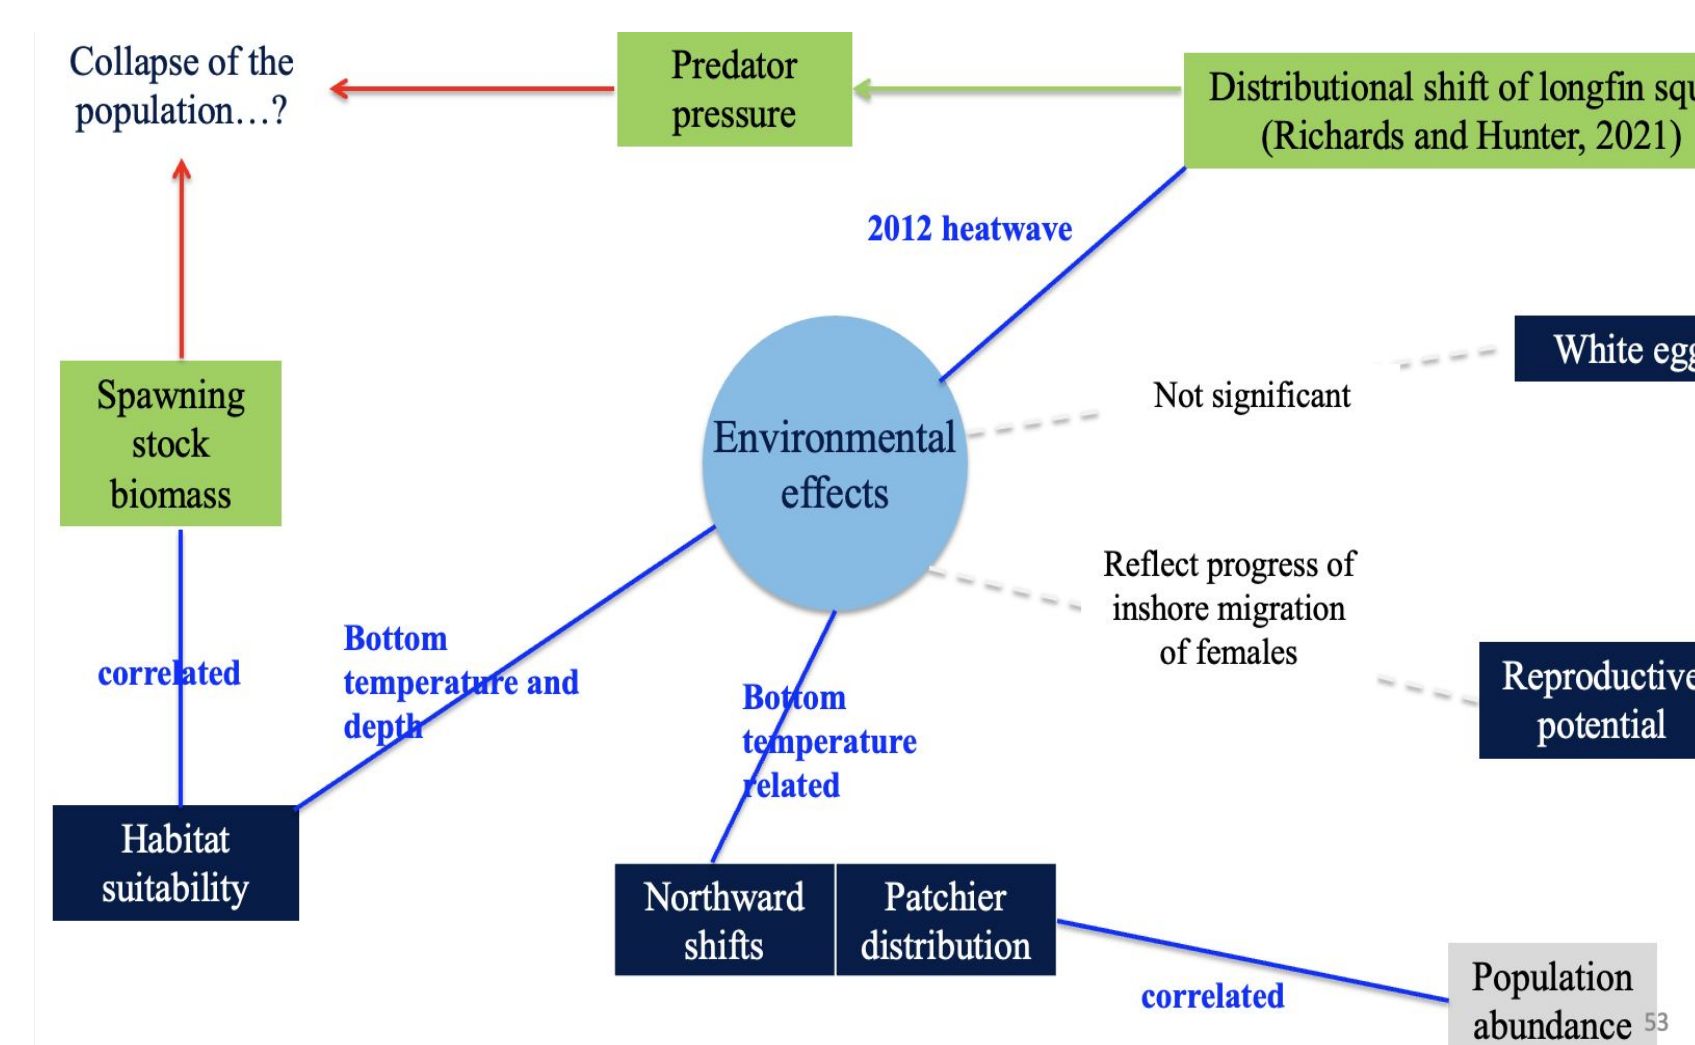 Collapse of the
population...?
Predator
pressure
Distributional shift of longfin squ
(Richards and Hunter, 2021)
2012 heatwave
White egg
Not significant
Spawning
stock
biomass
Environmental
effects
Reflect progress of
inshore migration
of females
Bottom
temperature and
depth
correlated
Bottom
temperature
related
Reproductive
potential
Habitat
suitability
Northward
shifts
Patchier
distribution
correlated
Population
abundance
53